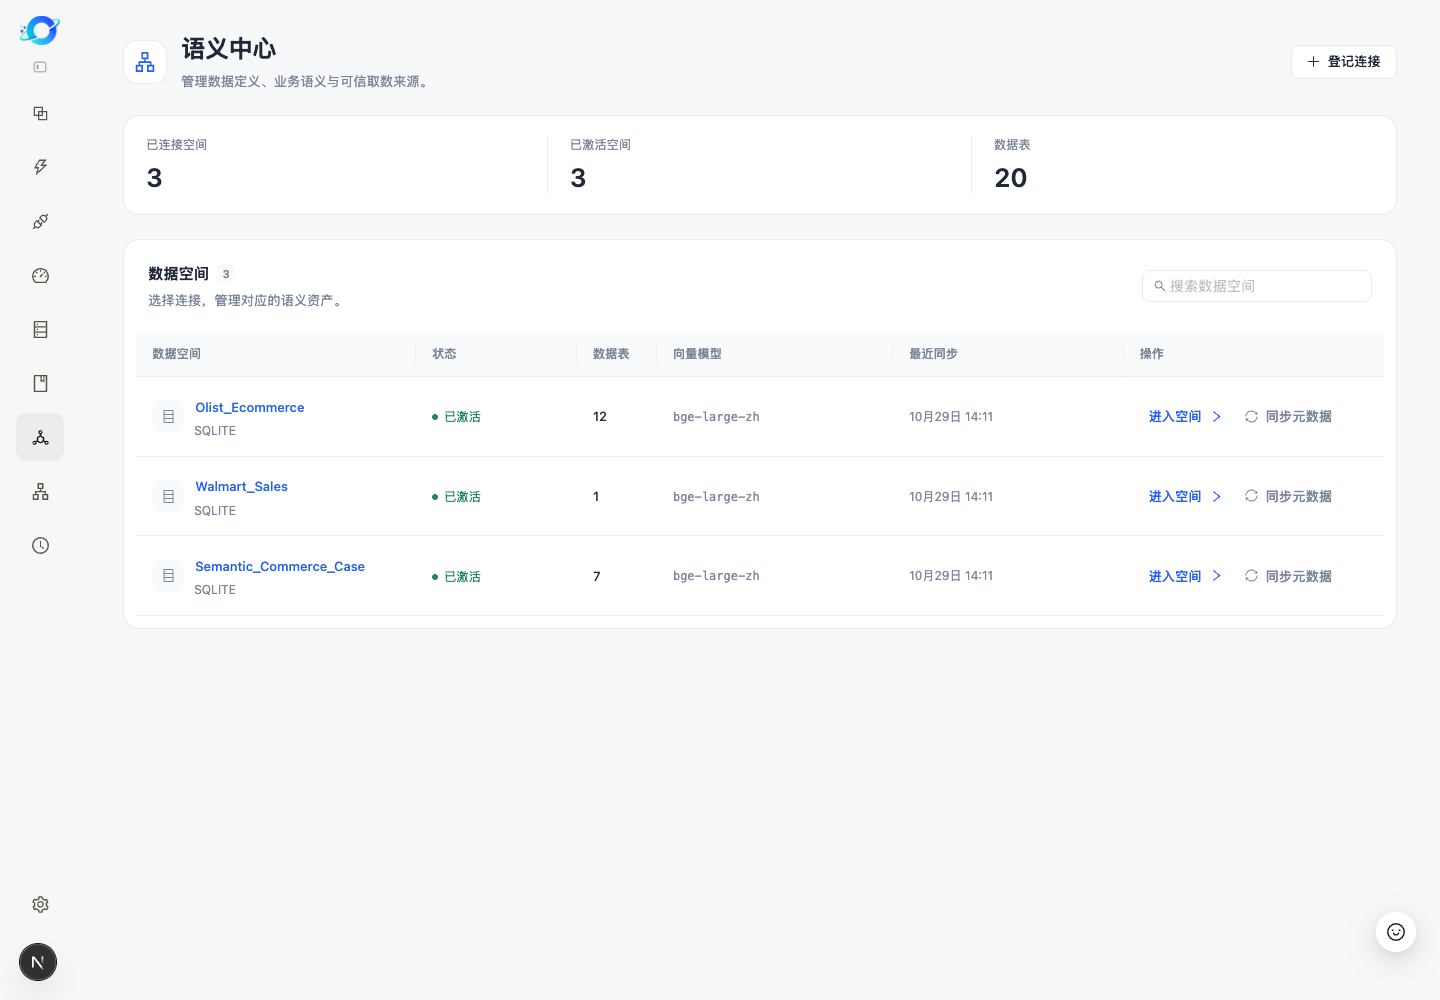 语义中心
管理数据定义、业务语义与可信取数来源。
登记连接
已连接空间
3
已激活空间
3
数据表
20
数据空间 3
选择连接，管理对应的语义资产。
搜索数据空间
数据空间 状态 数据表 向量模型 最近同步 操作
Olist_Ecommerce
SQLITE
已激活 12 bge-large-zh 10月29日 14:11 进入空间 同步元数据
Walmart_Sales
SQLITE
已激活 1 bge-large-zh 10月29日 14:11 进入空间 同步元数据
Semantic_Commerce_Case
SQLITE
已激活 7 bge-large-zh 10月29日 14:11 进入空间 同步元数据
N